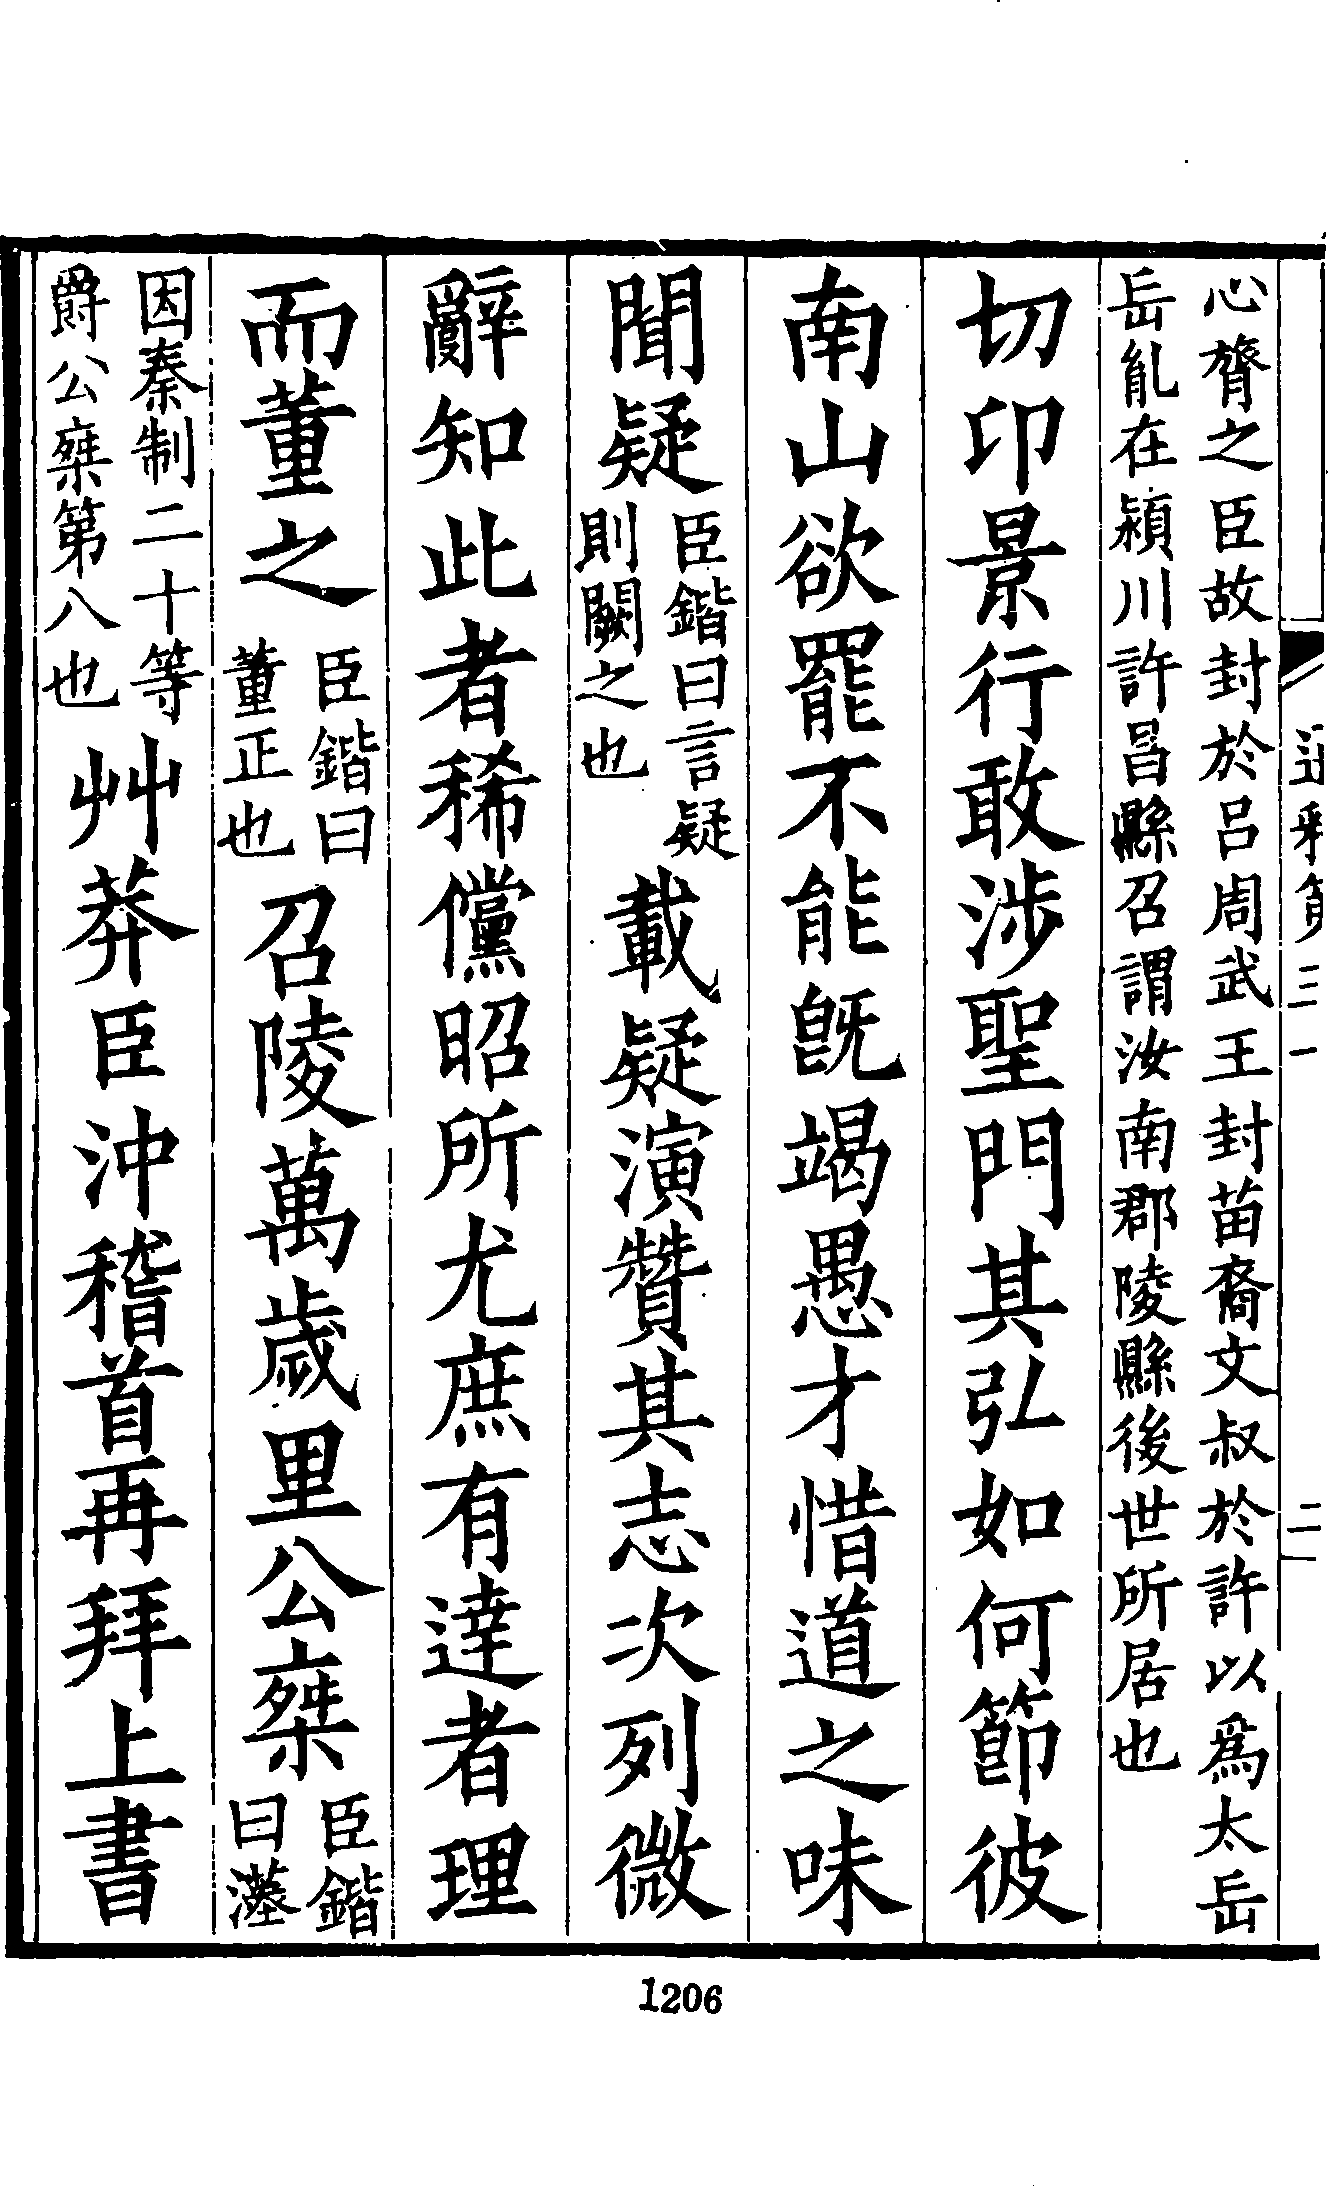 心膂之臣故封於呂周武王封苗裔文叔於許以爲太岳
岳胤在潁川許昌縣召謂汝南郡陵縣後世所居也
切印景行敢涉聖門其弘如何節彼
南山欲罷不能旣竭愚才惜道之味
聞疑臣鍇曰言疑則闕之也載疑演贊其志次列微
辭知此者稀儻昭所尤庶有達者理
而董之臣鍇曰董正也召陵萬歲里公乘臣鍇曰漢
因秦制二十等爵公乘第八也艸莽臣沖稽首再拜上書
通釋第三一
二
1206